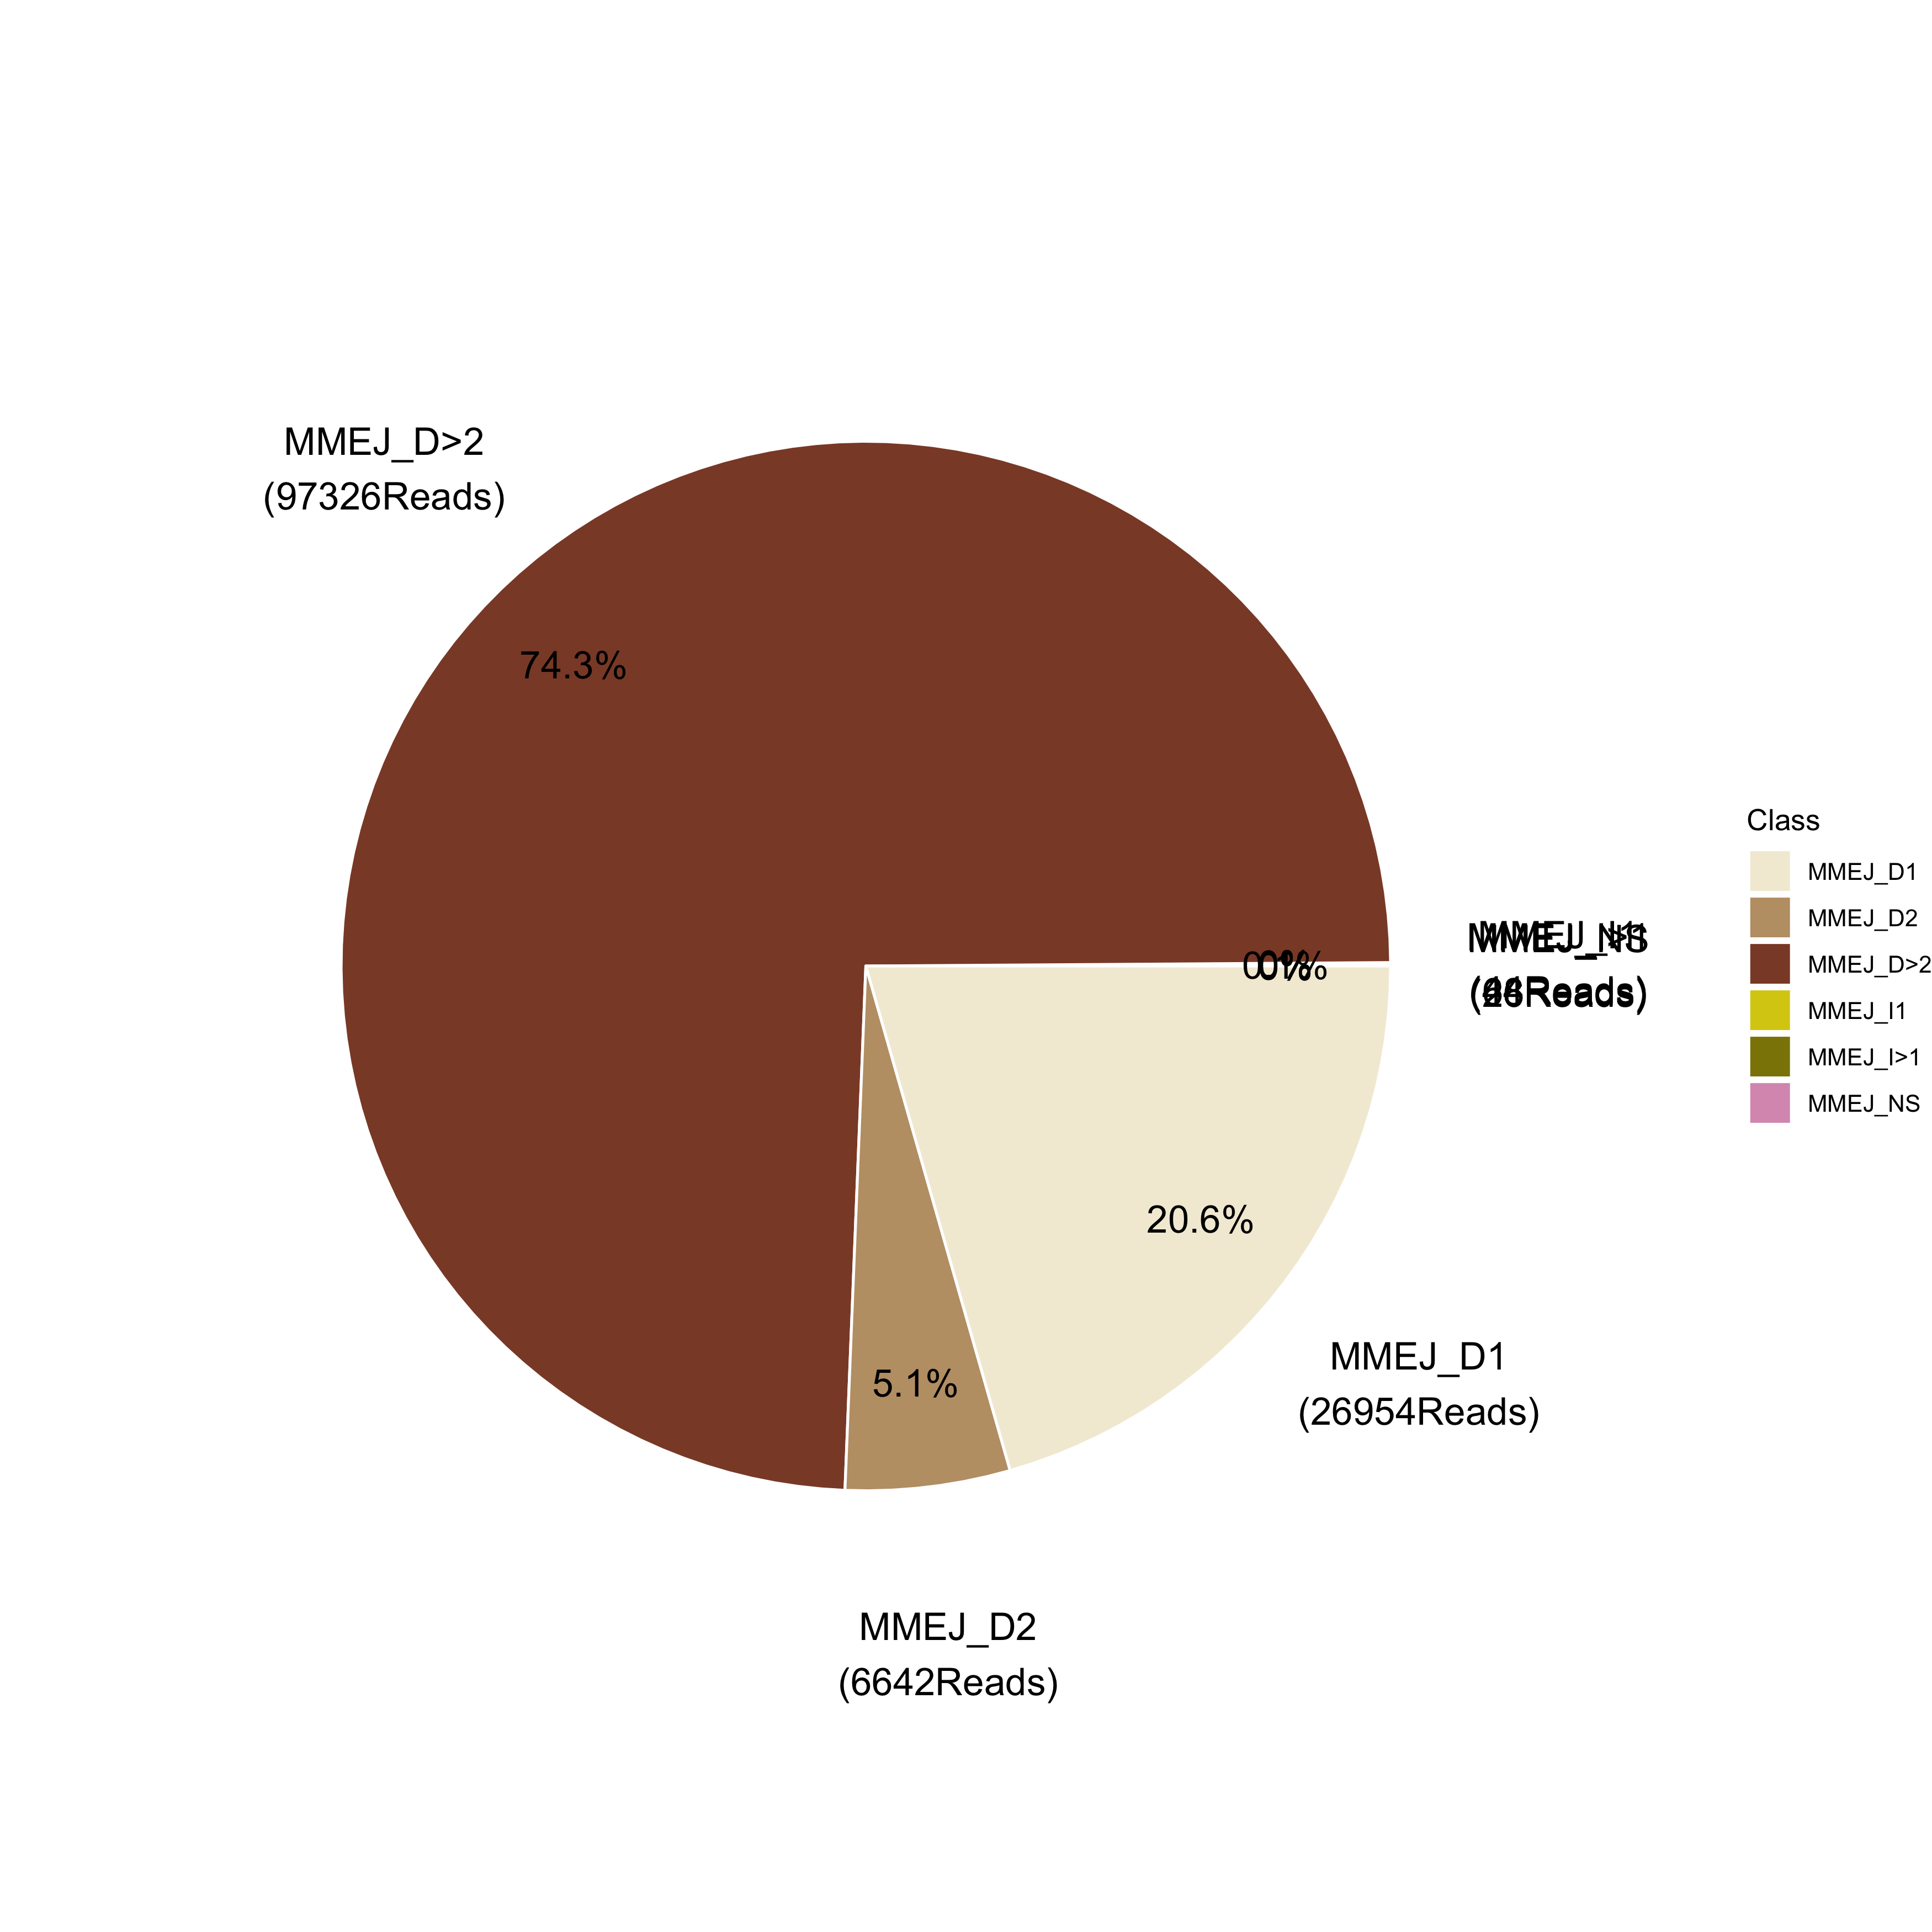 MMEJ_D>2
(97326Reads)
74.3%
20.6%
5.1%
MMEJ_D1
(26954Reads)
MMEJ_D2
(6642Reads)
Class
MMEJ_D1
MMEJ_D2
MMEJ_D>2
MMEJ_I1
MMEJ_I>1
MMEJ_NS